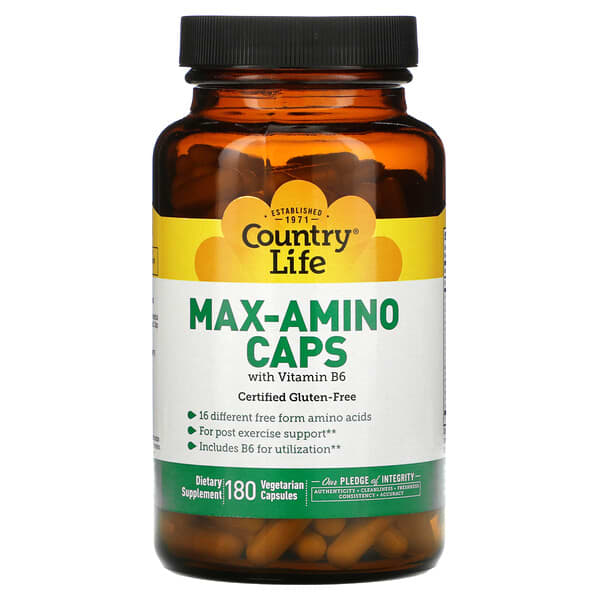 ESTABLISHED
1971
Country®
Life
MAX-AMINO
CAPS
with Vitamin B6
Certified Gluten-Free
16 different free form amino acids
For post exercise support**
Includes B6 for utilization**
Dietary Supplement 180 Vegetarian Capsules
Our PLEDGE of INTEGRITY
AUTHENTICITY • CLEANLINESS • FRESHNESS
CONSISTENCY • ACCURACY